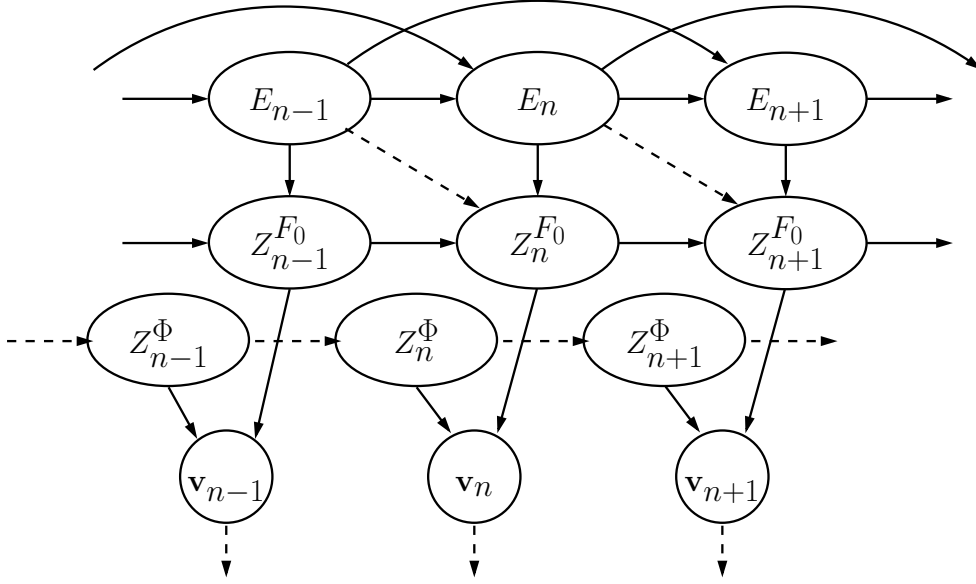 E_{n−1} E_n E_{n+1}
Z^{F_0}_{n−1} Z^{F_0}_n Z^{F_0}_{n+1}
Z^Φ_{n−1} Z^Φ_n Z^Φ_{n+1}
v_{n−1} v_n v_{n+1}